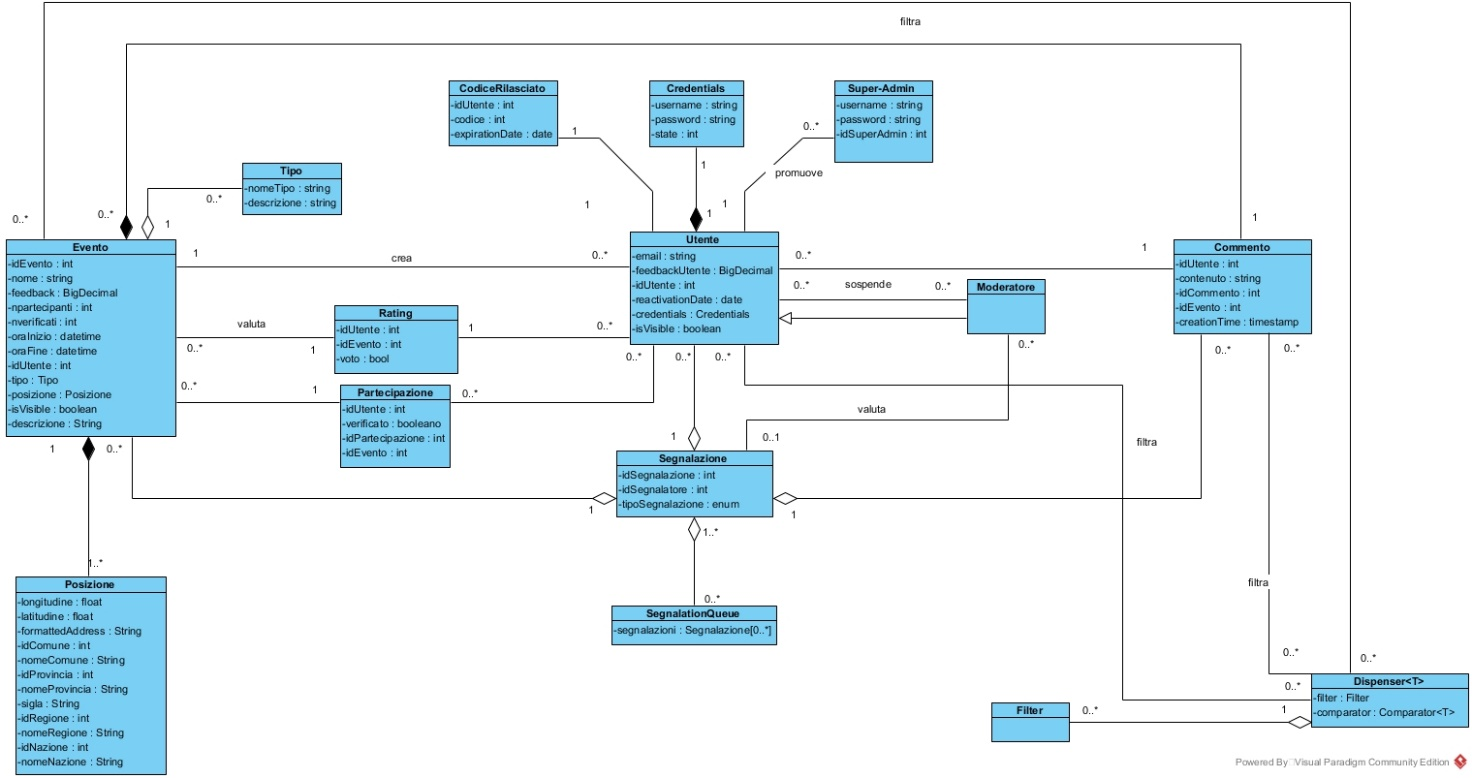 filtra
CodiceRilasciato
-idUtente : int
-codice : int
-expirationDate : date
1
1
Credentials
-username : string
-password : string
-state : int
1
1
Super-Admin
-username : string
-password : string
-idSuperAdmin : int
0..*
promuove
1
Tipo
-nomeTipo : string
-descrizione : string
0..*
1
0..*
0..*
1
Evento
-idEvento : int
-nome : string
-feedback : BigDecimal
-npartecipanti : int
-nverificati : int
-oraInizio : datetime
-oraFine : datetime
-idUtente : int
-tipo : Tipo
-posizione : Posizione
-isVisible : boolean
-descrizione : String
1
crea
0..*
Utente
-email : string
-feedbackUtente : BigDecimal
-idUtente : int
-reactivationDate : date
-credentials : Credentials
-isVisible : boolean
0..*
1
Commento
-idUtente : int
-contenuto : string
-idCommento : int
-idEvento : int
-creationTime : timestamp
0..*
sospende
0..*
Moderatore
valuta
0..*
1
Rating
-idUtente : int
-idEvento : int
-voto : bool
1
0..*
0..*
1
Partecipazione
-idUtente : int
-verificato : booleano
-idPartecipazione : int
-idEvento : int
0..*
0..*
0..*
0..*
0..*
0..*
0..*
valuta
0..1
filtra
1
0..*
1
Segnalazione
-idSegnalazione : int
-idSegnalatore : int
-tipoSegnalazione : enum
1
1
1..*
0..*
SegnalationQueue
-segnalazioni : Segnalazione[0..*]
1..*
Posizione
-longitudine : float
-latitudine : float
-formattedAddress : String
-idComune : int
-nomeComune : String
-idProvincia : int
-nomeProvincia : String
-sigla : String
-idRegione : int
-nomeRegione : String
-idNazione : int
-nomeNazione : String
filtra
0..*
0..*
0..*
Dispenser<T>
-filter : Filter
-comparator : Comparator<T>
1
0..*
Filter
Powered By Visual Paradigm Community Edition